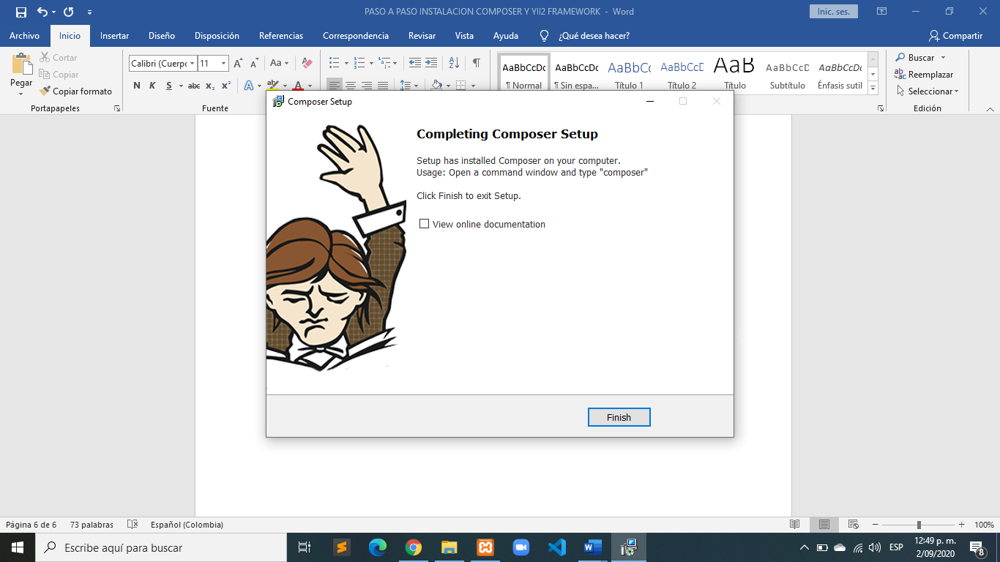 PASO A PASO INSTALACION COMPOSER Y YII2 FRAMEWORK - Word
Inic. ses.
Archivo Inicio Insertar Diseño Disposición Referencias Correspondencia Revisar Vista Ayuda ¿Qué desea hacer? Compartir
Pegar
Cortar
Copiar
Copiar formato
Portapapeles
Calibri (Cuerpo 11
Aa
N K S abc x₂ x²
Fuente
AaBbCcDc AaBbCcDc AaBbCc AaBbCcD AaB AaBbCcD AaBbCcDc
¶ Normal ¶ Sin espa... Título 1 Título 2 Título Subtítulo Énfasis sutil
Buscar
Reemplazar
Seleccionar
Edición
Composer Setup
Completing Composer Setup
Setup has installed Composer on your computer.
Usage: Open a command window and type "composer"
Click Finish to exit Setup.
View online documentation
Finish
Página 6 de 6 73 palabras Español (Colombia) 100%
Escribe aquí para buscar
ESP
12:49 p. m.
2/09/2020
8